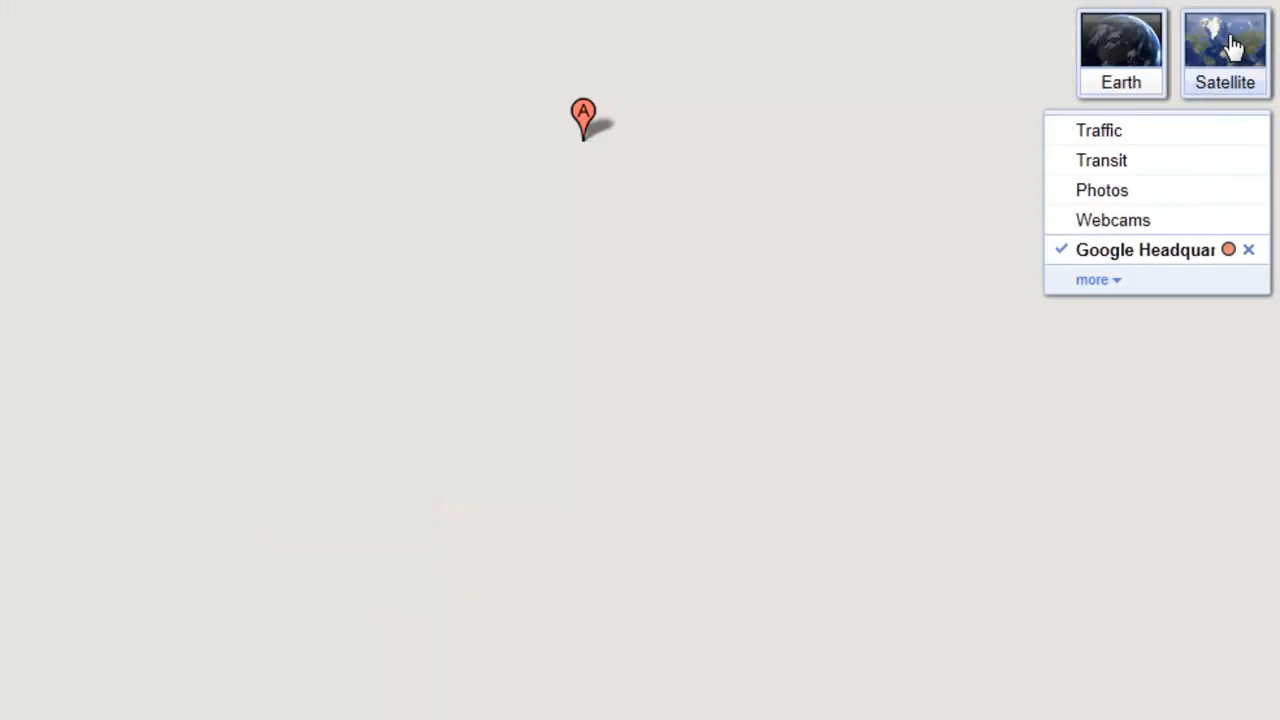 Earth
Satellite
A
Traffic
Transit
Photos
Webcams
Google Headquar
more